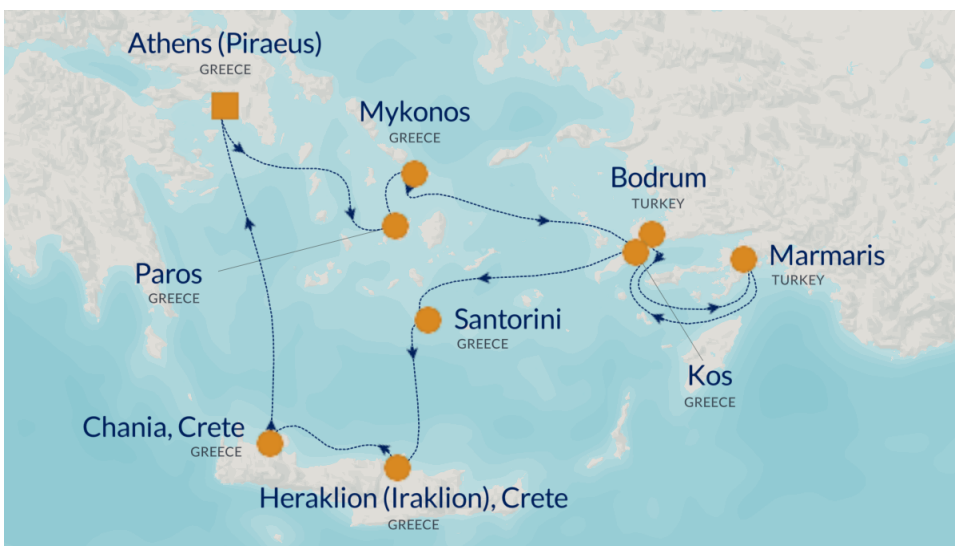 Athens (Piraeus)
GREECE
Mykonos
GREECE
Bodrum
TURKEY
Marmaris
TURKEY
Paros
GREECE
Santorini
GREECE
Kos
GREECE
Chania, Crete
GREECE
Heraklion (Iraklion), Crete
GREECE